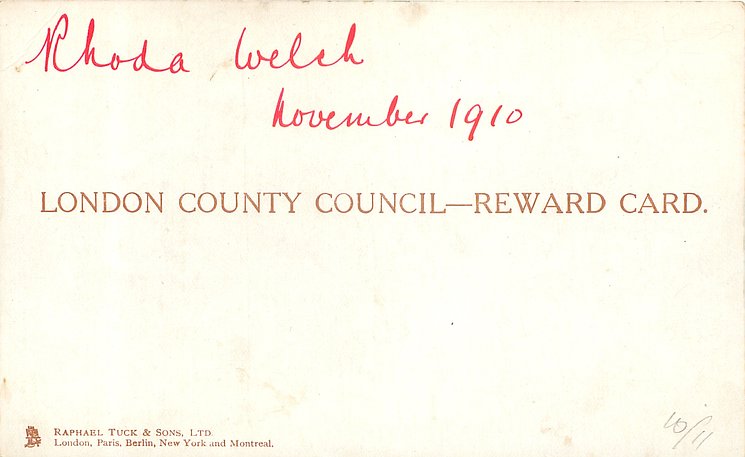 Rhoda Welch
November 1910
LONDON COUNTY COUNCIL—REWARD CARD.
RAPHAEL TUCK & SONS, LTD.
London, Paris, Berlin, New York and Montreal.
10/11